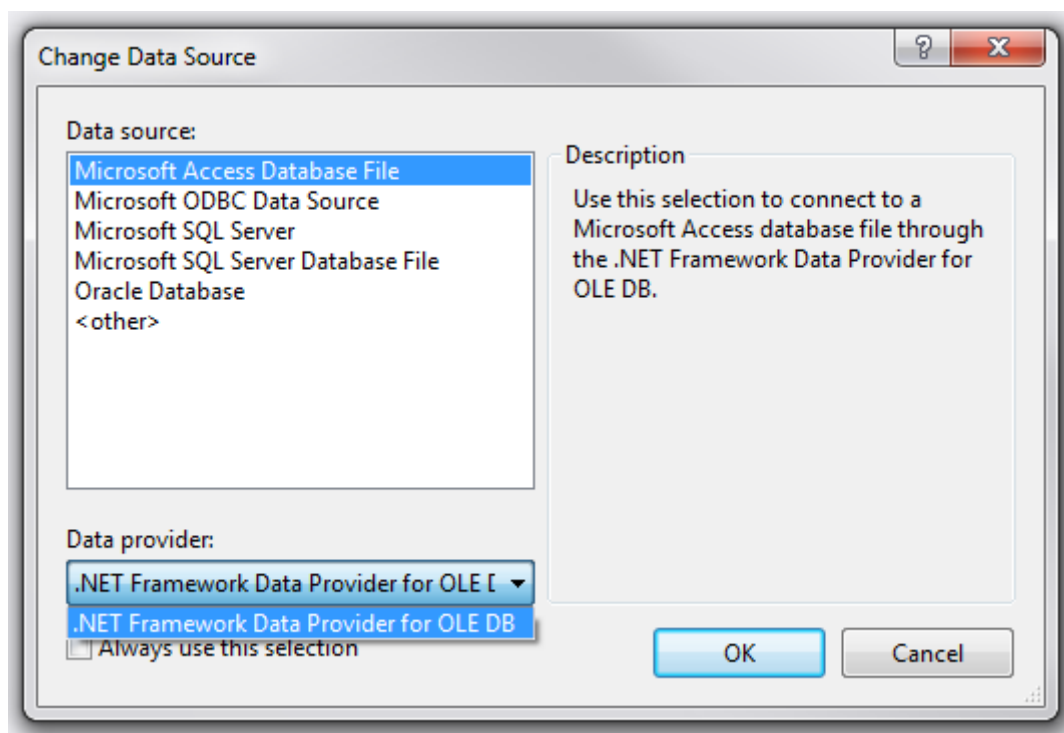 Change Data Source
Data source:
Microsoft Access Database File
Microsoft ODBC Data Source
Microsoft SQL Server
Microsoft SQL Server Database File
Oracle Database
<other>
Description
Use this selection to connect to a
Microsoft Access database file through
the .NET Framework Data Provider for
OLE DB.
Data provider:
.NET Framework Data Provider for OLE [
.NET Framework Data Provider for OLE DB
Always use this selection
OK
Cancel